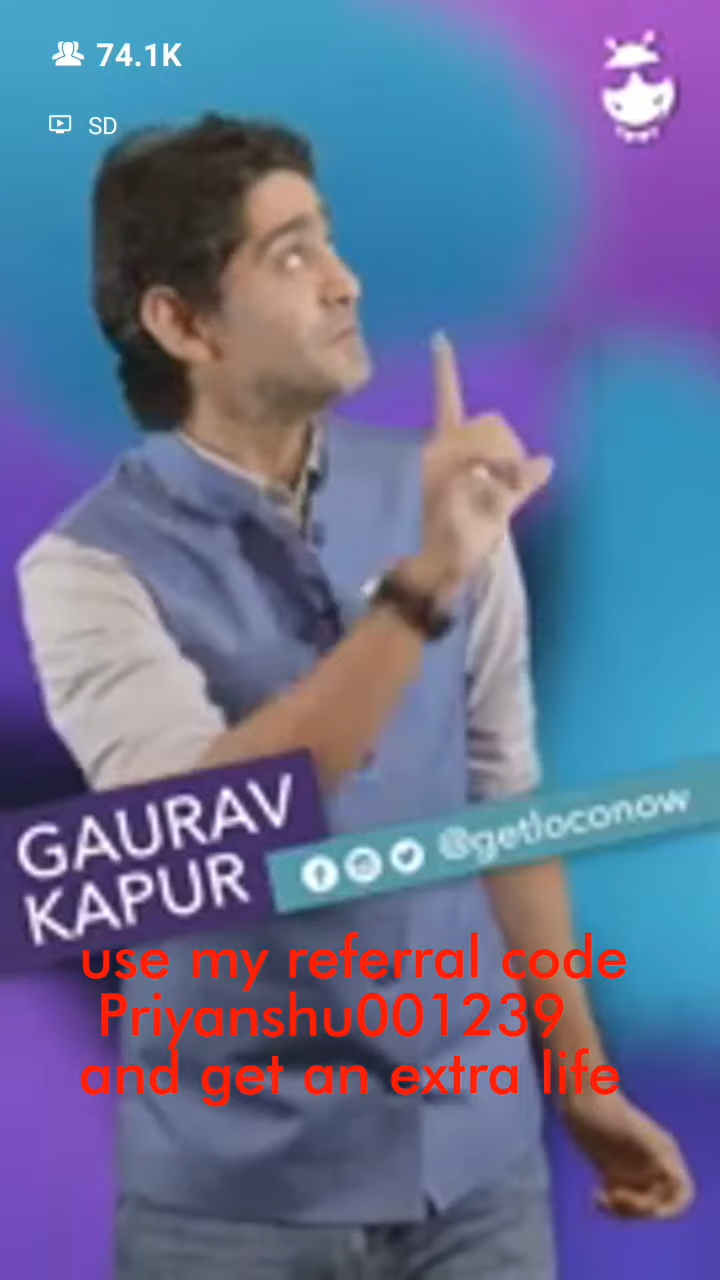 74.1K
SD
GAURAV
KAPUR
@getloconow
use my referral code
Priyanshu001239
and get an extra life